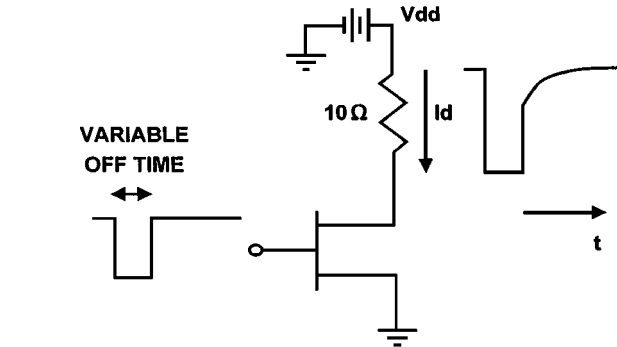 Vdd
10Ω
Id
VARIABLE
OFF TIME
t